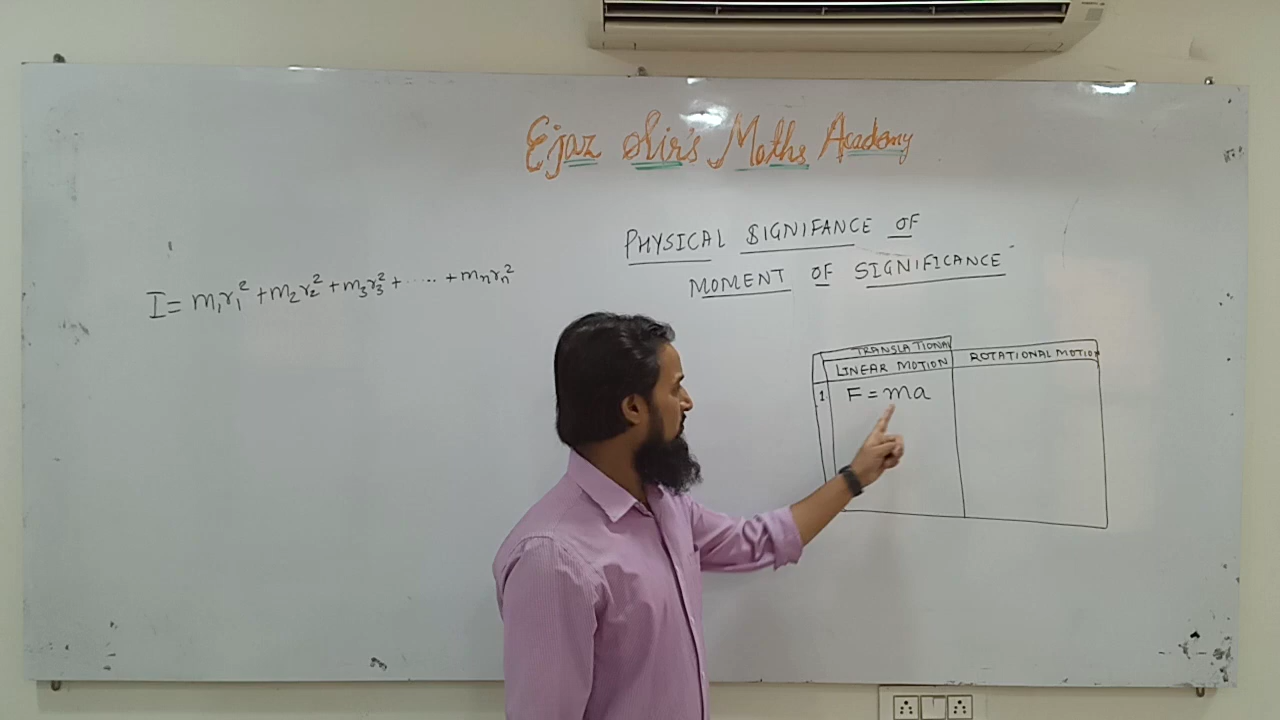 Ejaz Sir's Maths Academy
PHYSICAL SIGNIFANCE OF
MOMENT OF SIGNIFICANCE
I = m₁r₁² + m₂r₂² + m₃r₃² + ..... + mₙrₙ²
TRANSLATIONAL
LINEAR MOTION ROTATIONAL MOTION
1 F = ma